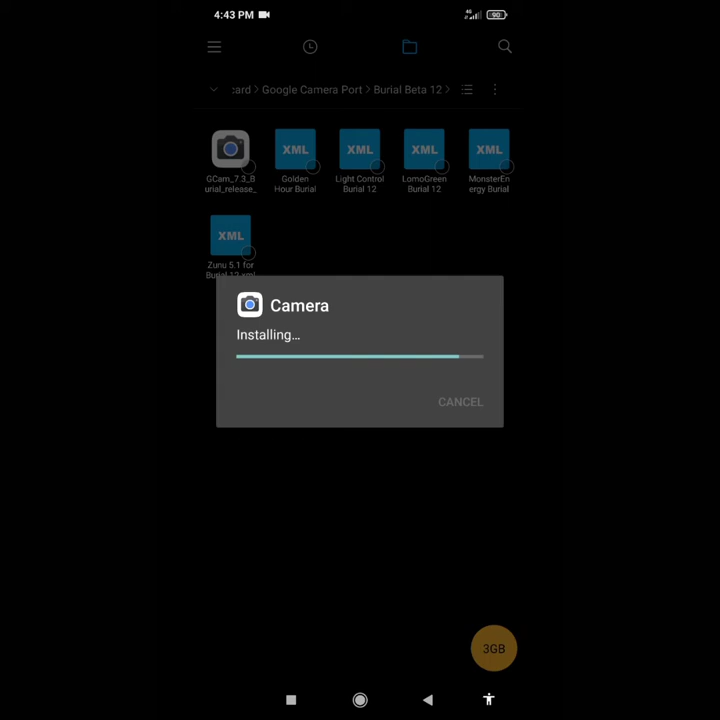 4:43 PM
4G
90
card > Google Camera Port > Burial Beta 12 >
XML
XML
XML
XML
GCam_7.3_B
urial_release_
Golden
Hour Burial
Light Control
Burial 12
LomoGreen
Burial 12
MonsterEn
ergy Burial
XML
Zunu 5.1 for
Burial 12.xml
Camera
Installing...
CANCEL
3GB